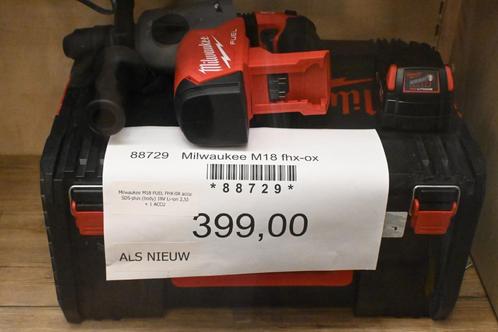 Milwaukee
FUEL
88729 Milwaukee M18 fhx-ox
*88729*
Milwaukee M18 FUEL FHX-0X accu
SDS-plus (body) 18V Li-ion 2,3J
+ 1 ACCU
399,00
ALS NIEUW